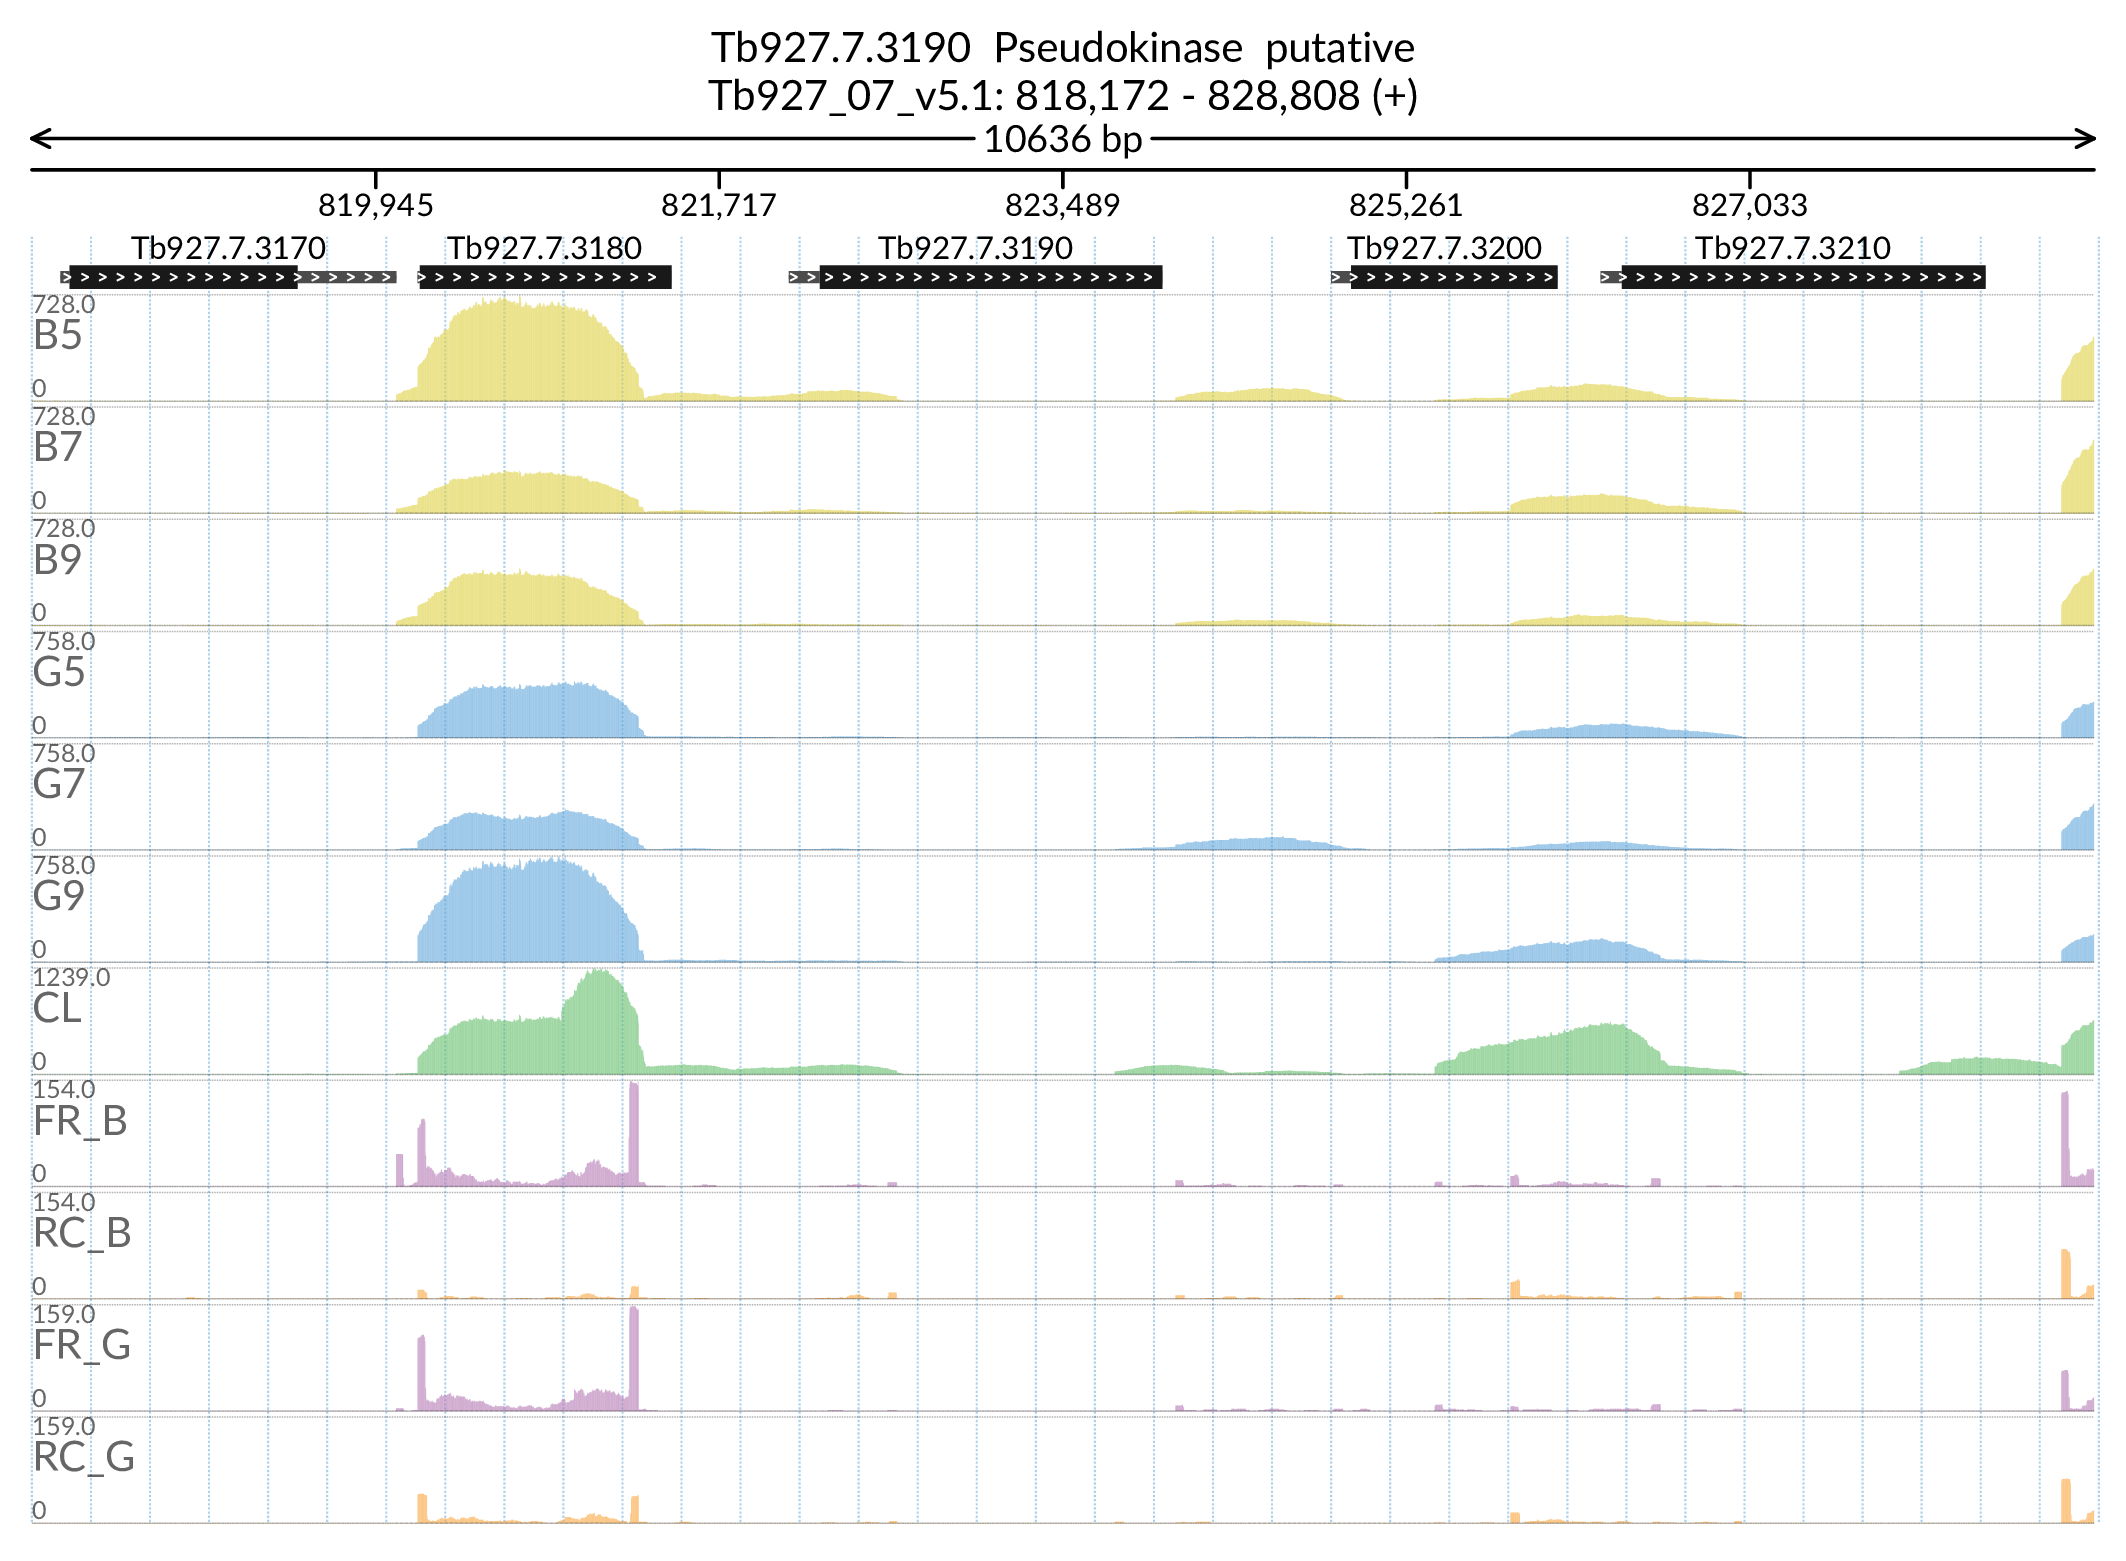 Tb927.7.3190 Pseudokinase putative
Tb927_07_v5.1: 818,172 - 828,808 (+)
10636 bp
819,945 821,717 823,489 825,261 827,033
Tb927.7.3170 Tb927.7.3180 Tb927.7.3190 Tb927.7.3200 Tb927.7.3210
728.0
B5
0
728.0
B7
0
728.0
B9
0
758.0
G5
0
758.0
G7
0
758.0
G9
0
1239.0
CL
0
154.0
FR_B
0
154.0
RC_B
0
159.0
FR_G
0
159.0
RC_G
0